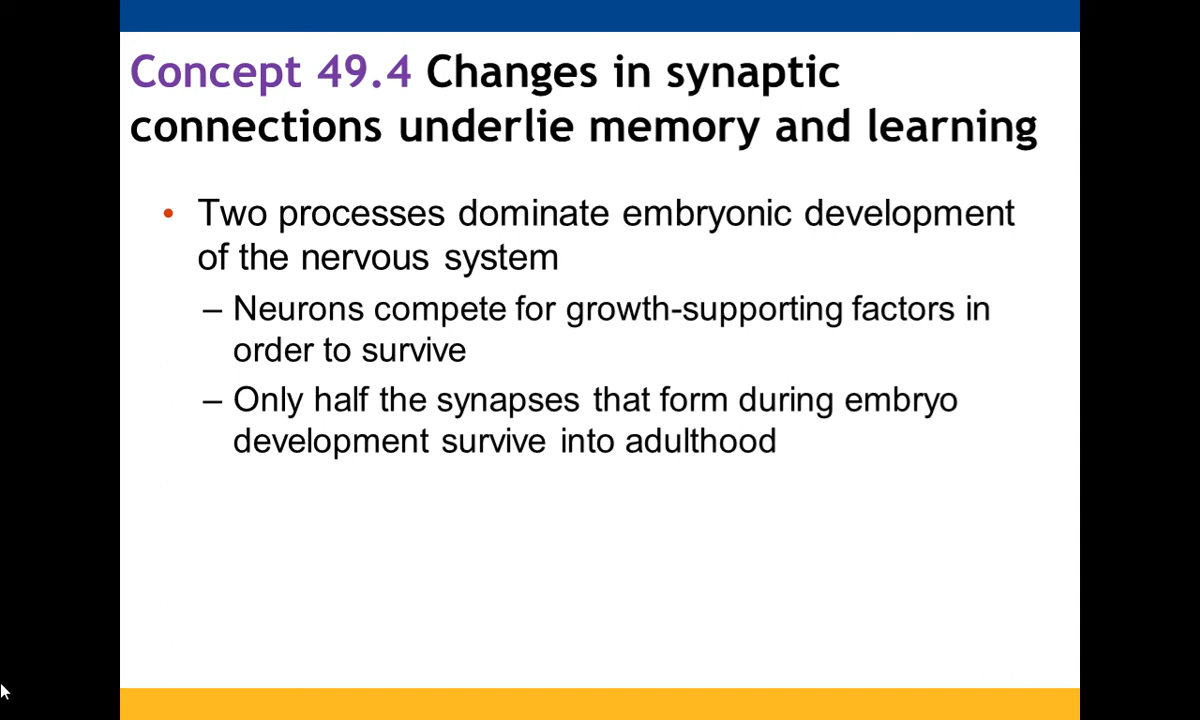 Concept 49.4 Changes in synaptic
connections underlie memory and learning
• Two processes dominate embryonic development
of the nervous system
– Neurons compete for growth-supporting factors in
order to survive
– Only half the synapses that form during embryo
development survive into adulthood